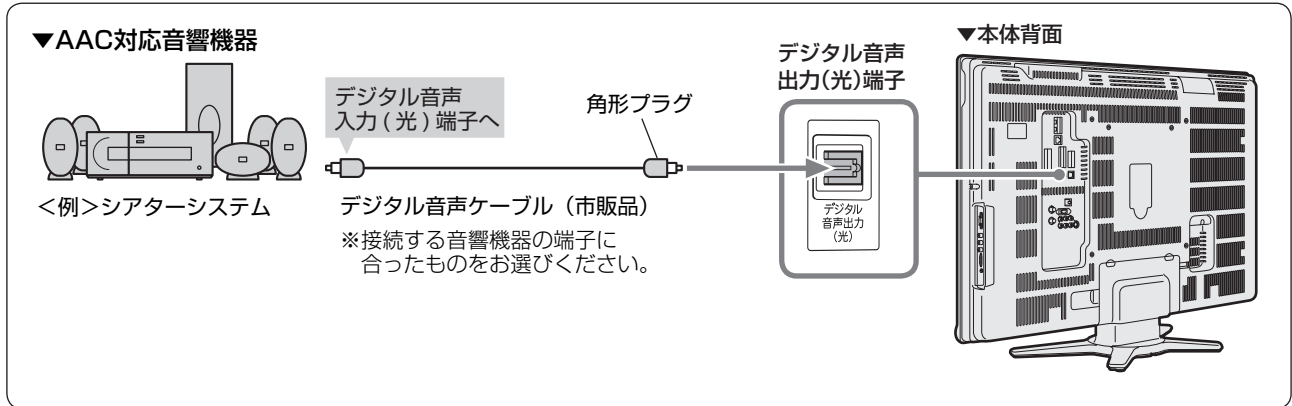 ▼AAC対応音響機器
<例>シアターシステム
デジタル音声
入力(光)端子へ
角形プラグ
デジタル音声ケーブル（市販品）
※接続する音響機器の端子に
合ったものをお選びください。
デジタル音声
出力(光)端子
デジタル
音声出力
(光)
▼本体背面